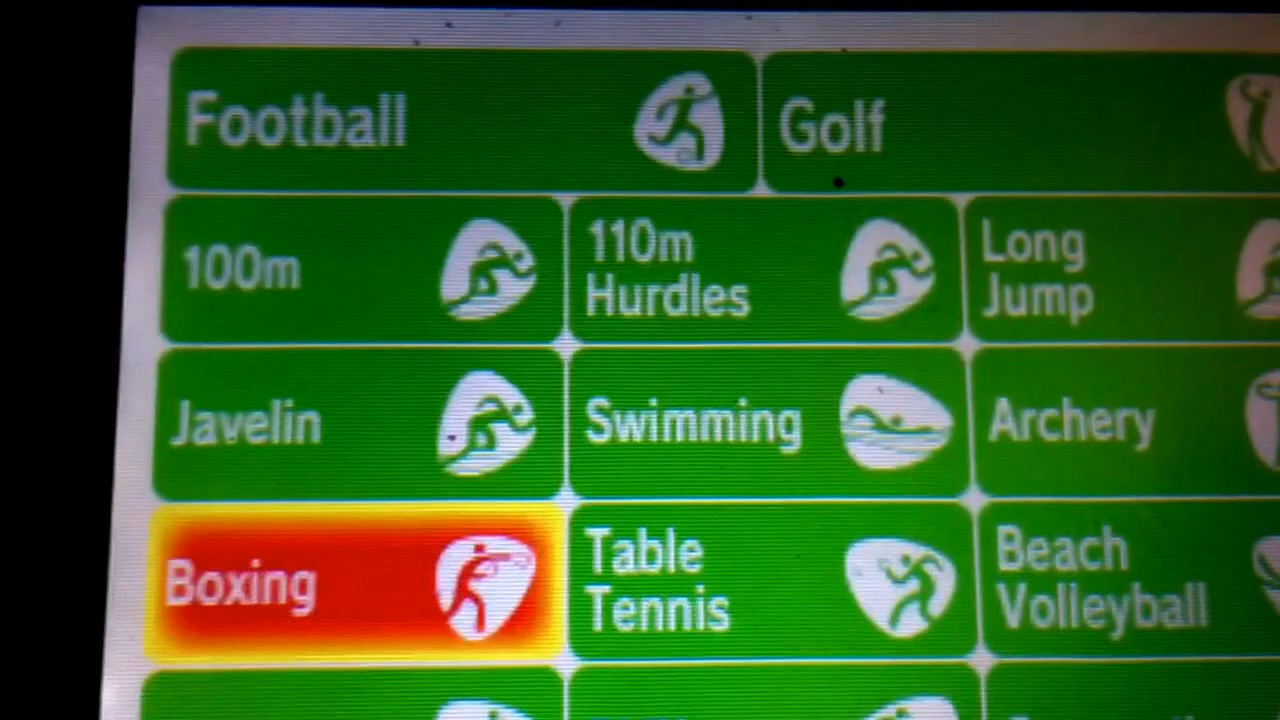 Football
Golf
100m
110m
Hurdles
Long
Jump
Javelin
Swimming
Archery
Boxing
Table
Tennis
Beach
Volleyball